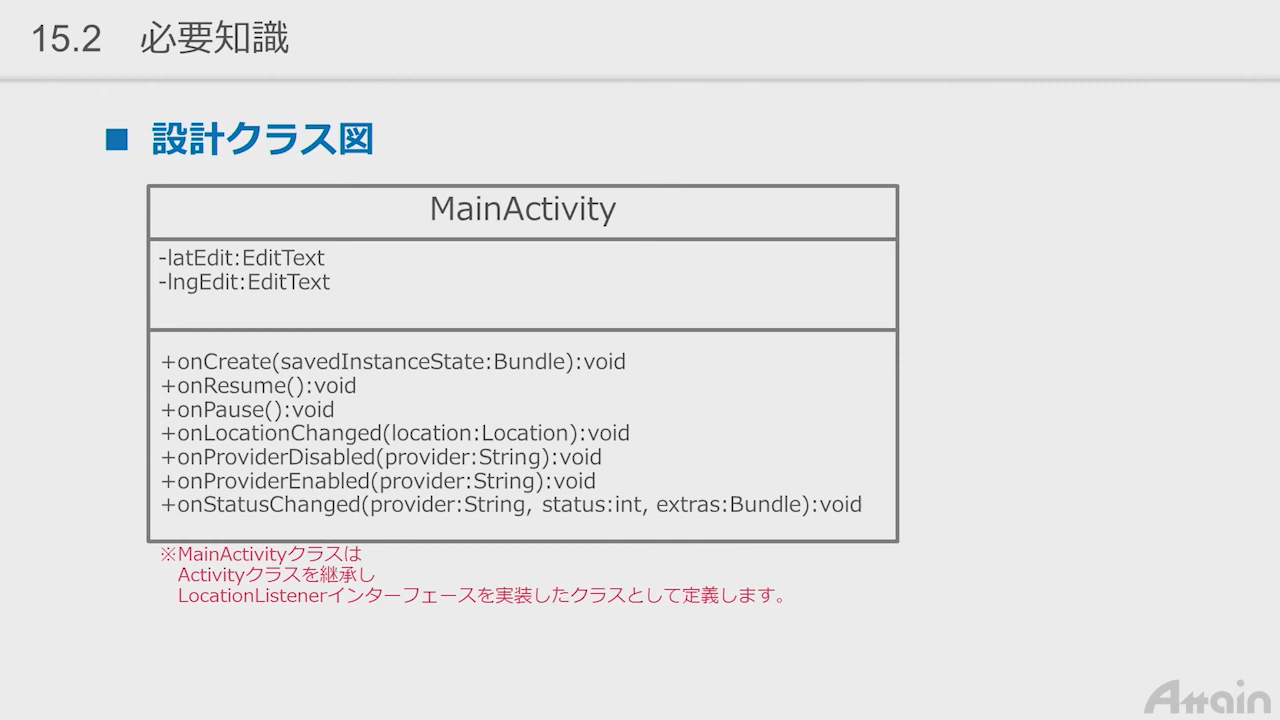 15.2 必要知識
■ 設計クラス図
MainActivity
-latEdit:EditText
-lngEdit:EditText
+onCreate(savedInstanceState:Bundle):void
+onResume():void
+onPause():void
+onLocationChanged(location:Location):void
+onProviderDisabled(provider:String):void
+onProviderEnabled(provider:String):void
+onStatusChanged(provider:String, status:int, extras:Bundle):void
※MainActivityクラスは
Activityクラスを継承し
LocationListenerインターフェースを実装したクラスとして定義します。
Attain